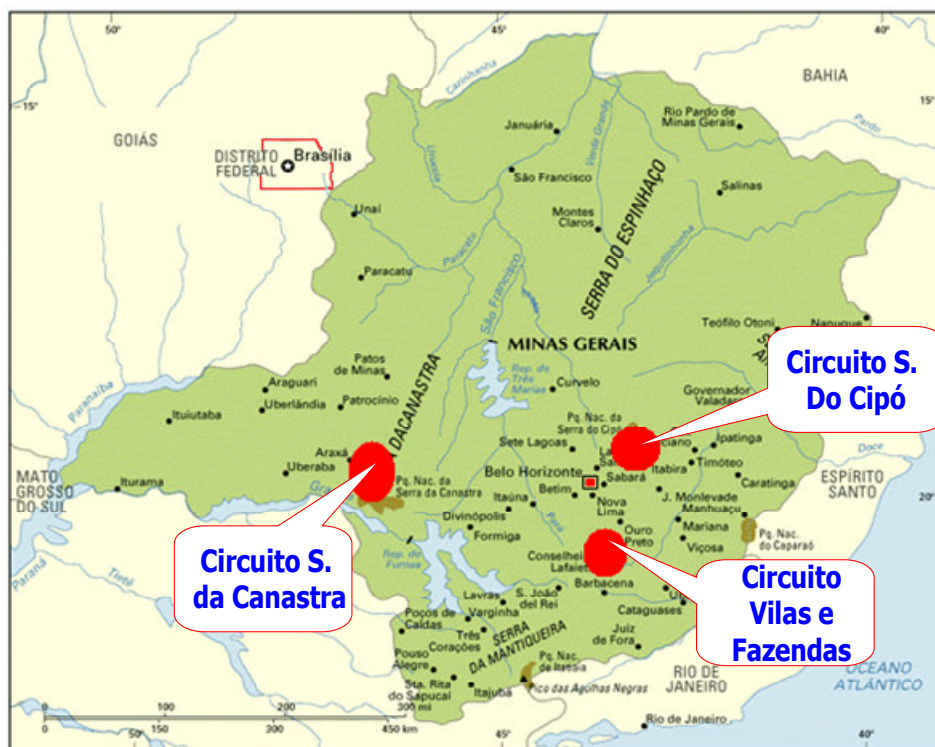 50°
45°
40°
15°
15°
Carinhanha
BAHIA
GOIÁS
Januária
Rio Pardo de
Minas Gerais
Pardo
DISTRITO
FEDERAL
Brasília
Urucuia
Verde Grande
São Francisco
Salinas
Unaí
Montes
Claros
SERRA DO ESPINHAÇO
Jequitinhonha
Paracatu
Paracatu
São Francisco
Teófilo Otoni
Nanuque
MINAS GERAIS
Circuito S.
Do Cipó
Paranaíba
Patos
de Minas
DACANASTRA
Rep. de
Três
Marias
Curvelo
Governador
Araguari
Uberlândia
Patrocínio
Ituiutaba
Pq. Nac. da
Serra do Cipó
Sete Lagoas
Ipatinga
Doce
Araxá
Uberaba
Belo Horizonte
Sabará
Itabira
Timóteo
Caratinga
ESPÍRITO
SANTO
MATO
GROSSO
DO SUL
Iturama
Pq. Nac. da
Serra da Canastra
Itaúna
Betim
Nova
Lima
J. Monlevade
Manhuaçu
20°
20°
Divinópolis
Pará
Formiga
Ouro
Preto
Mariana
Viçosa
Pq. Nac.
do Caparaó
Circuito S.
da Canastra
Rep. de
Furnas
Barbacena
Circuito
Vilas e
Fazendas
Paraná
Tietê
Lavras
S. João
del Rei
Cataguases
Poços de
Caldas
Varginha
Três
Corações
SERRA
DA MANTIQUEIRA
Juiz
de Fora
Pouso
Alegre
Pq. Nac.
de Itatiaia
Sta. Rita
do Sapucaí
Itajubá
Pico das Agulhas Negras
RIO DE
JANEIRO
OCEANO
ATLÂNTICO
0 100 200 300 mi
0 150 300 450 km
Rio de Janeiro
50°
45°
40°